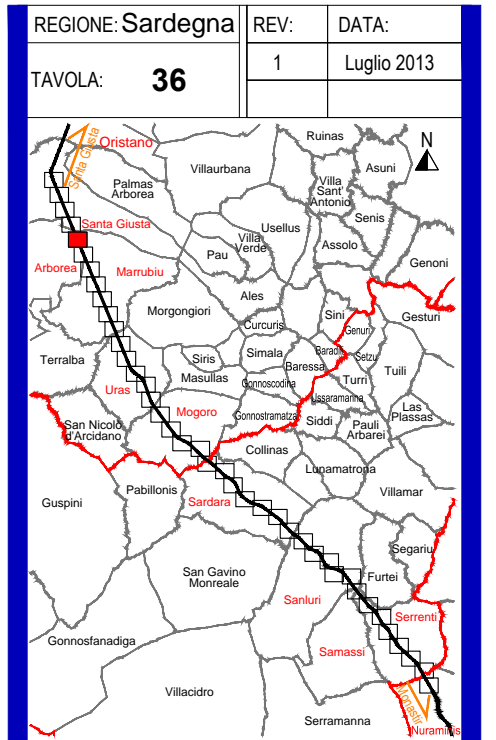 REGIONE: Sardegna
REV:
DATA:
TAVOLA: 36
1
Luglio 2013
Ruinas
N
Oristano
Santa Giusta
Villaurbana
Asuni
Palmas
Arborea
Villa
Sant'
Antonio
Senis
Santa Giusta
Usellus
Villa
Verde
Assolo
Pau
Genoni
Arborea
Marrubiu
Ales
Morgongiori
Sini
Gesturi
Curcuris
Genuri
Terralba
Siris
Simala
Baradili
Setzu
Masullas
Baressa
Tuili
Uras
Gonnoscodina
Turri
Ussaramanna
Mogoro
Gonnostramatza
Las
Plassas
San Nicolò
d'Arcidano
Siddi
Pauli
Arbarei
Collinas
Lunamatrona
Pabillonis
Villamar
Guspini
Sardara
Segariu
San Gavino
Monreale
Furtei
Sanluri
Serrenti
Gonnosfanadiga
Samassi
Villacidro
Monastir
Serramanna
Nuraminis